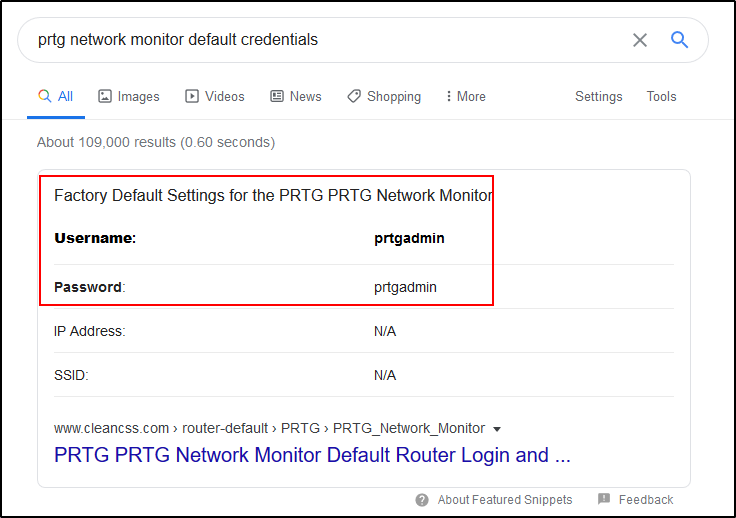 prtg network monitor default credentials
All Images Videos News Shopping More Settings Tools
About 109,000 results (0.60 seconds)
Factory Default Settings for the PRTG PRTG Network Monitor
Username: prtgadmin
Password: prtgadmin
IP Address: N/A
SSID: N/A
www.cleancss.com › router-default › PRTG › PRTG_Network_Monitor
PRTG PRTG Network Monitor Default Router Login and ...
About Featured Snippets Feedback